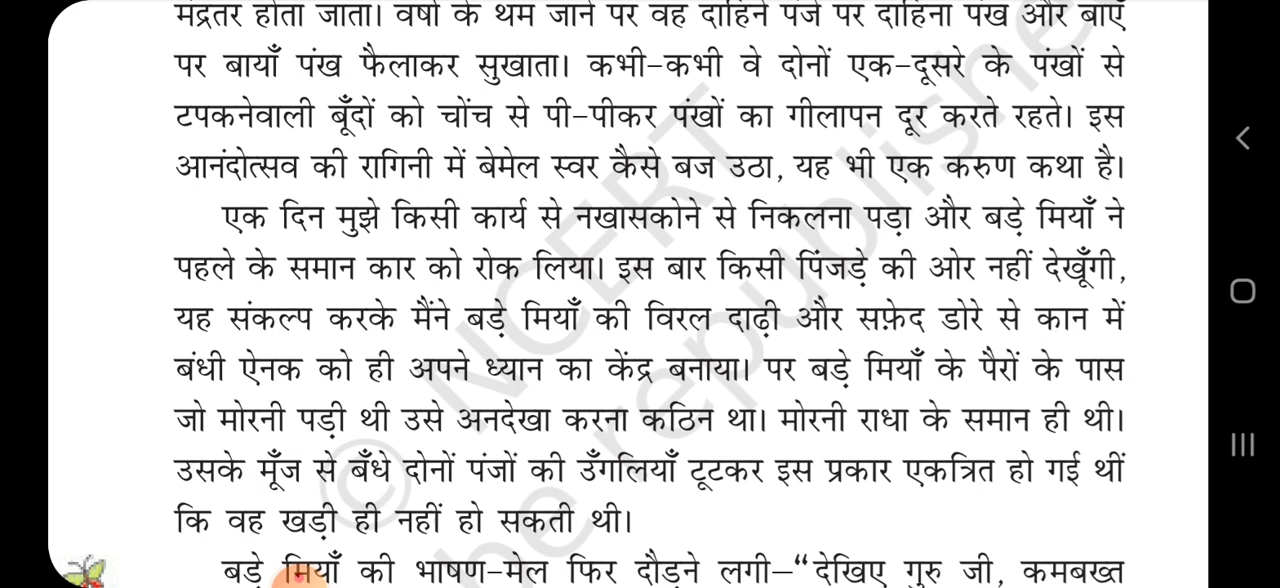 मंद्रतर होता जाता। वर्षा के थम जाने पर वह दाहिने पंजे पर दाहिना पंख और बाएँ
पर बायाँ पंख फैलाकर सुखाता। कभी-कभी वे दोनों एक-दूसरे के पंखों से
टपकनेवाली बूँदों को चोंच से पी-पीकर पंखों का गीलापन दूर करते रहते। इस
आनंदोत्सव की रागिनी में बेमेल स्वर कैसे बज उठा, यह भी एक करुण कथा है।
एक दिन मुझे किसी कार्य से नखासकोने से निकलना पड़ा और बड़े मियाँ ने
पहले के समान कार को रोक लिया। इस बार किसी पिंजड़े की ओर नहीं देखूँगी,
यह संकल्प करके मैंने बड़े मियाँ की विरल दाढ़ी और सफ़ेद डोरे से कान में
बंधी ऐनक को ही अपने ध्यान का केंद्र बनाया। पर बड़े मियाँ के पैरों के पास
जो मोरनी पड़ी थी उसे अनदेखा करना कठिन था। मोरनी राधा के समान ही थी।
उसके मूँज से बँधे दोनों पंजों की उँगलियाँ टूटकर इस प्रकार एकत्रित हो गई थीं
कि वह खड़ी ही नहीं हो सकती थी।
बड़े मियाँ की भाषण-मेल फिर दौड़ने लगी—“देखिए गुरु जी, कमबख्त
© NCERT
be republished